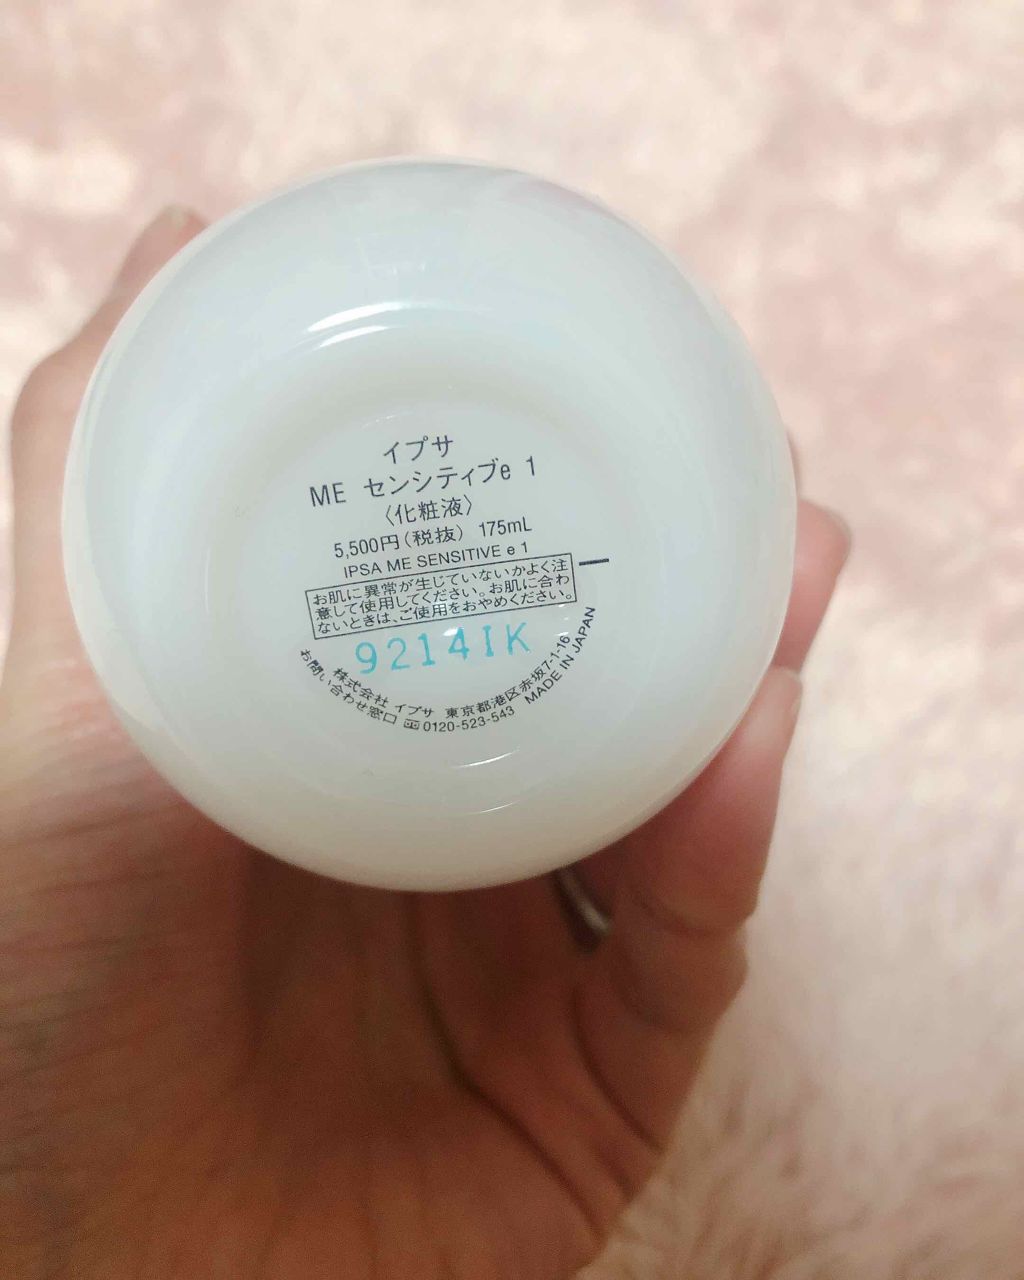 イプサ
ME センシティブe 1
〈化粧液〉
5,500円(税抜) 175mL
IPSA ME SENSITIVE e 1
お肌に異常が生じていないかよく注
意して使用してください。お肌に合わ
ないときは、ご使用をおやめください。
9214IK
株式会社 イプサ 東京都港区赤坂7-1-16
お問い合わせ窓口 0120-523-543 MADE IN JAPAN